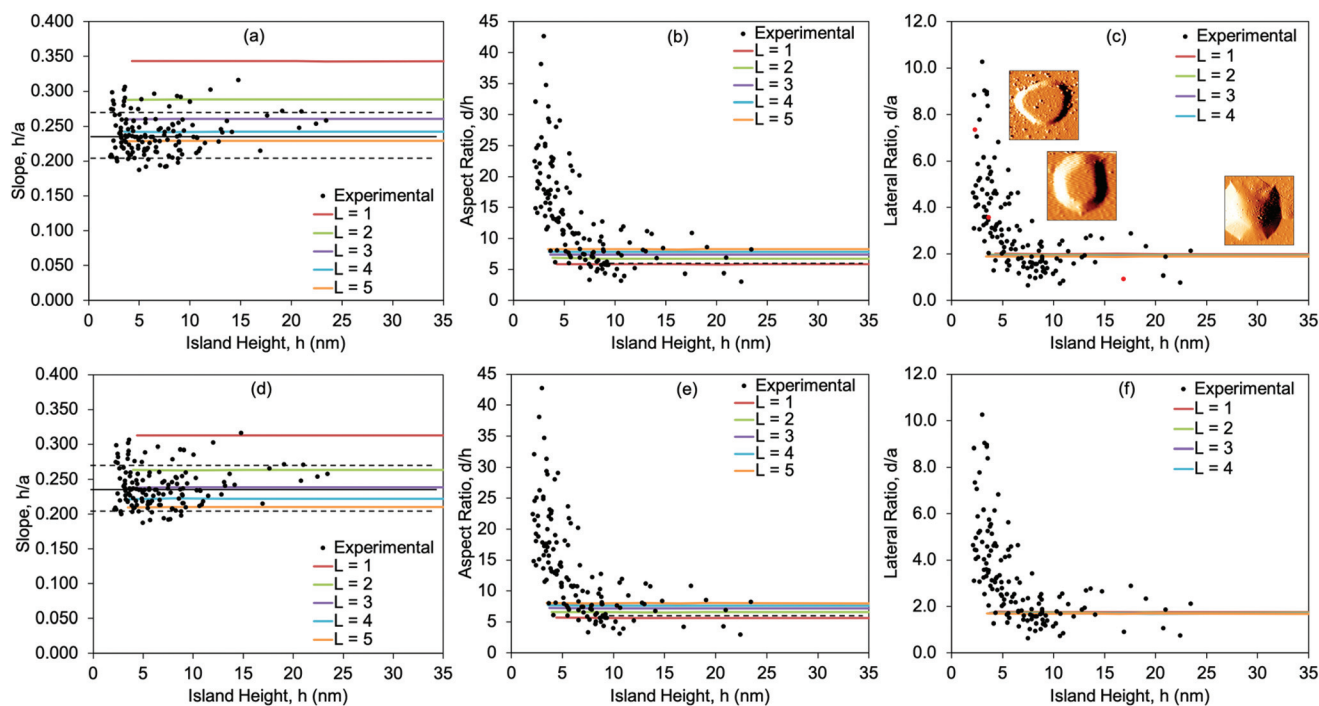 (a)
Slope, h/a
0.400
0.350
0.300
0.250
0.200
0.150
0.100
0.050
0.000
Experimental
L = 1
L = 2
L = 3
L = 4
L = 5
0 5 10 15 20 25 30 35
Island Height, h (nm)
(b)
Aspect Ratio, d/h
45
40
35
30
25
20
15
10
5
0
Experimental
L = 1
L = 2
L = 3
L = 4
L = 5
0 5 10 15 20 25 30 35
Island Height, h (nm)
(c)
Lateral Ratio, d/a
12.0
10.0
8.0
6.0
4.0
2.0
0.0
Experimental
L = 1
L = 2
L = 3
L = 4
0 5 10 15 20 25 30 35
Island Height, h (nm)
(d)
Slope, h/a
0.400
0.350
0.300
0.250
0.200
0.150
0.100
0.050
0.000
Experimental
L = 1
L = 2
L = 3
L = 4
L = 5
0 5 10 15 20 25 30 35
Island Height, h (nm)
(e)
Aspect Ratio, d/h
45
40
35
30
25
20
15
10
5
0
Experimental
L = 1
L = 2
L = 3
L = 4
L = 5
0 5 10 15 20 25 30 35
Island Height, h (nm)
(f)
Lateral Ratio, d/a
12.0
10.0
8.0
6.0
4.0
2.0
0.0
Experimental
L = 1
L = 2
L = 3
L = 4
0 5 10 15 20 25 30 35
Island Height, h (nm)